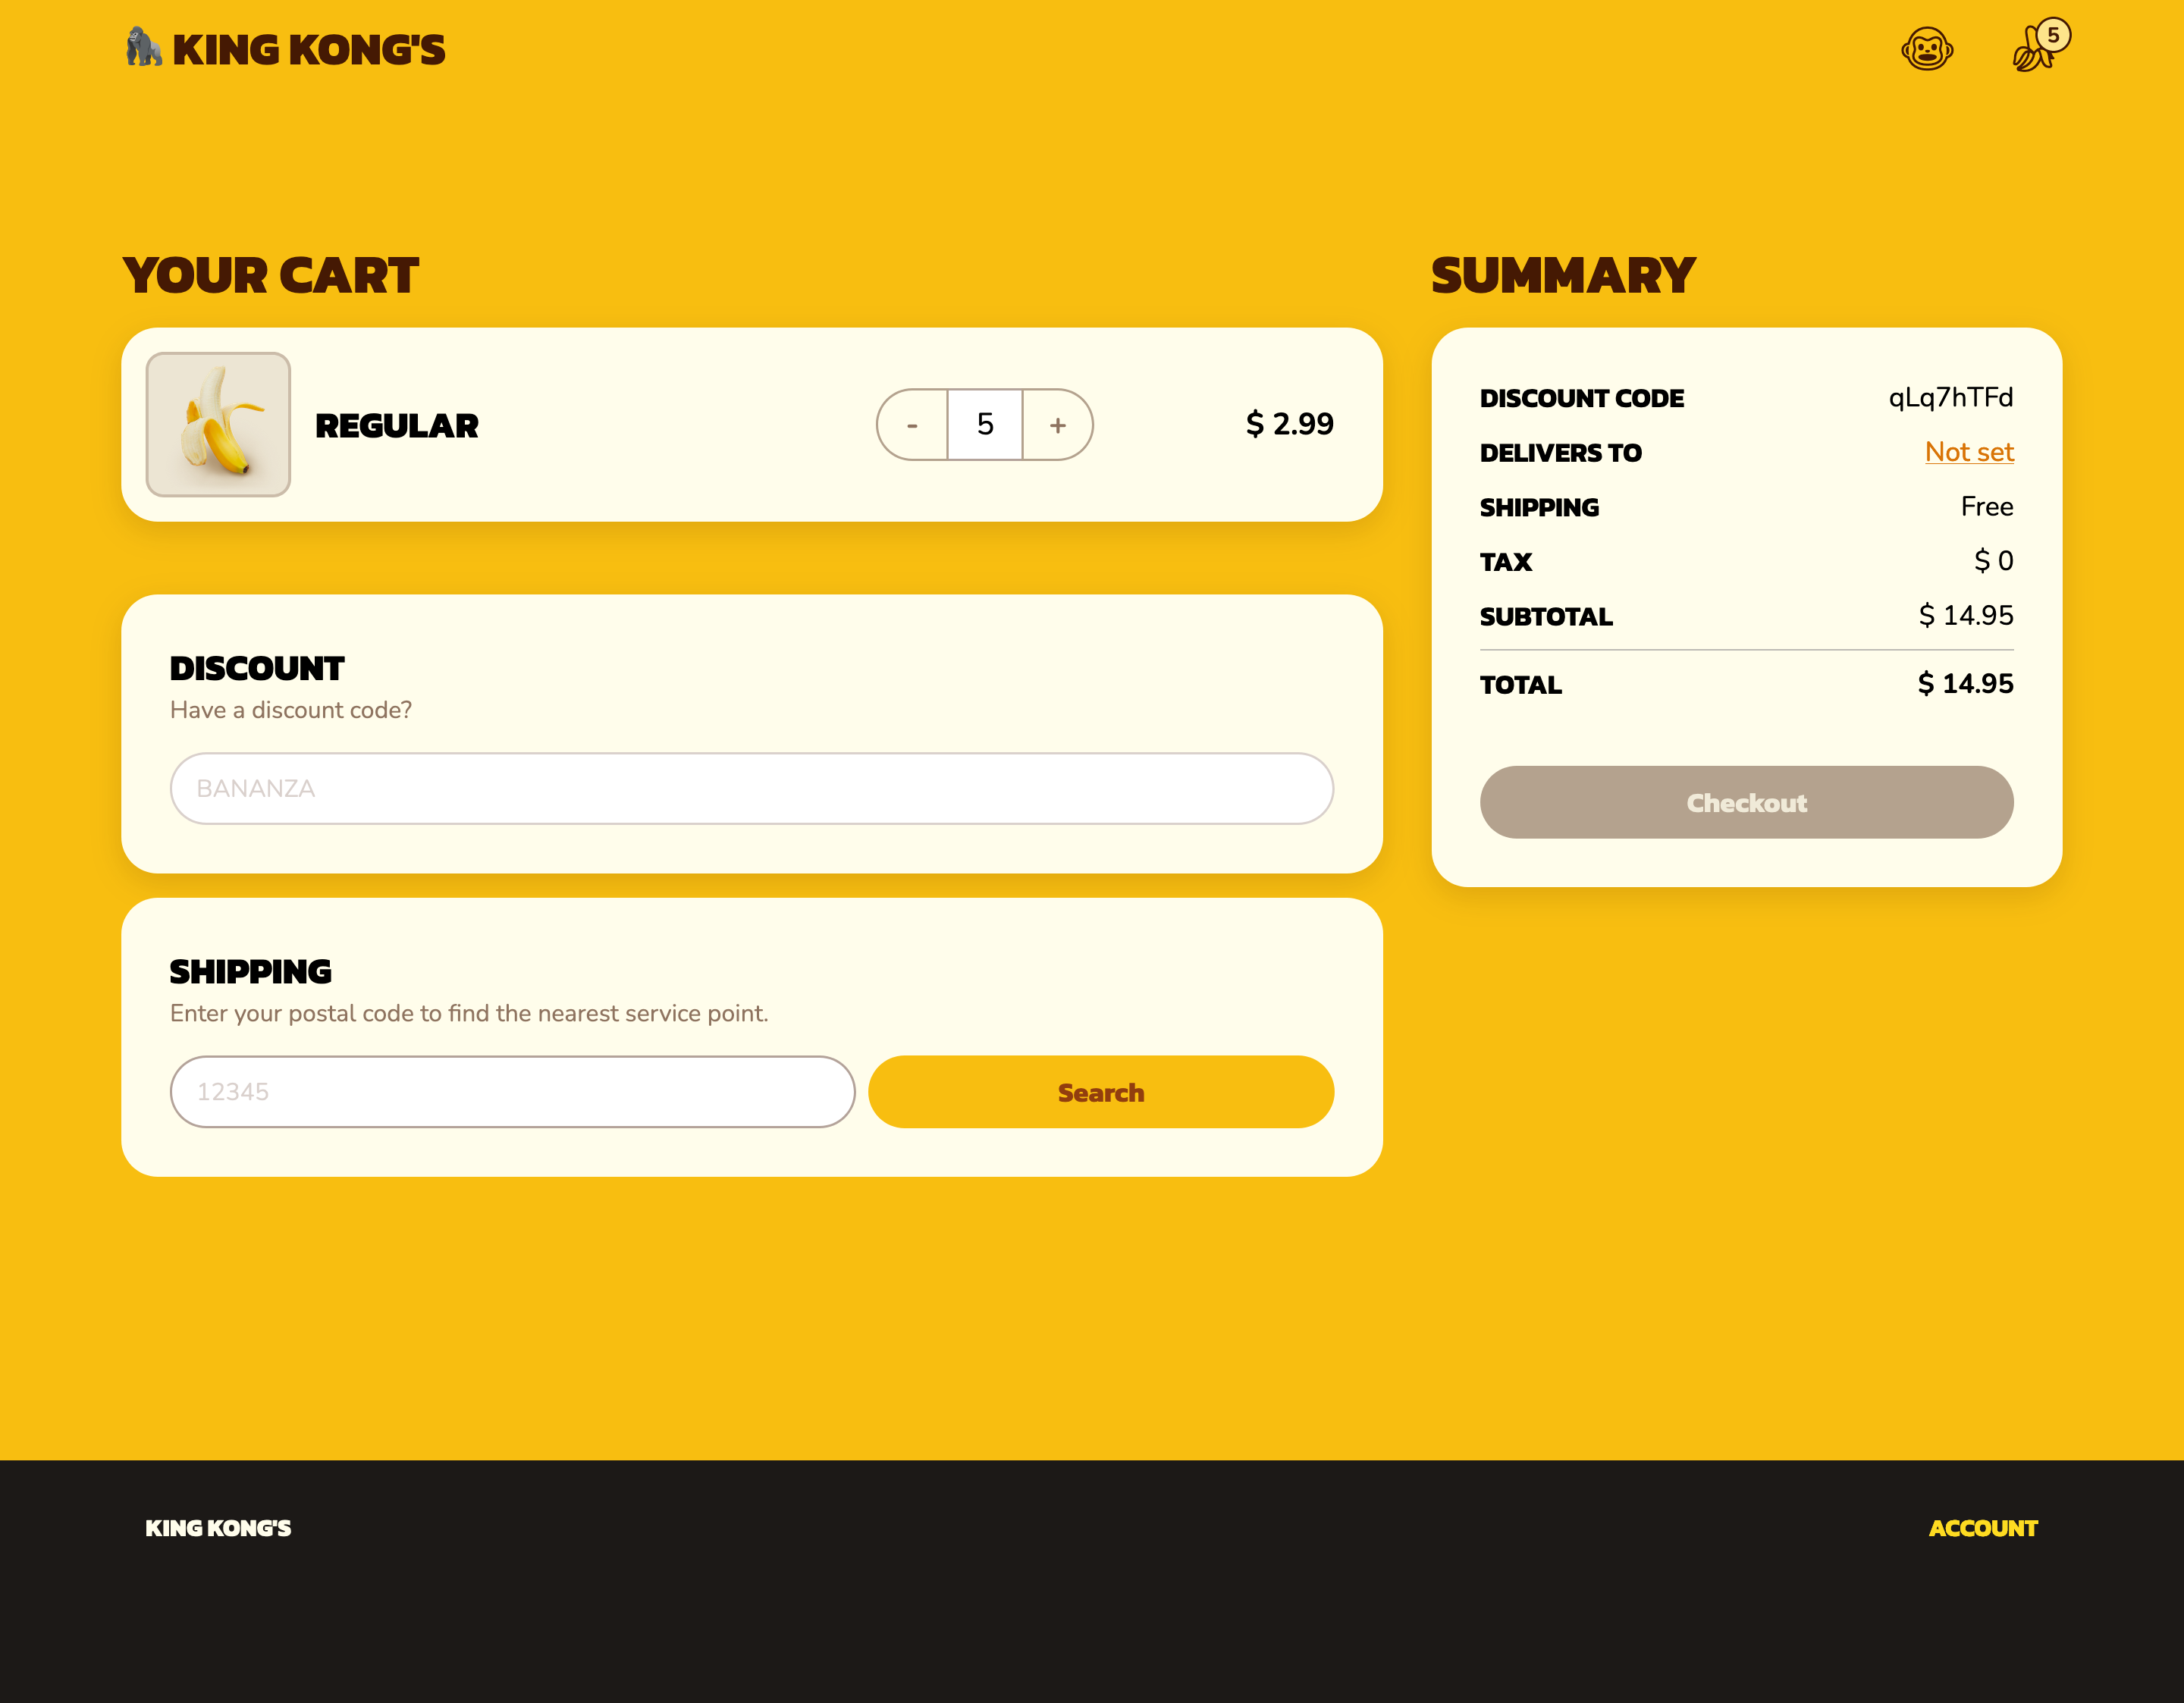 KING KONG'S
5
YOUR CART
REGULAR
-
5
+
$ 2.99
DISCOUNT
Have a discount code?
BANANZA
SHIPPING
Enter your postal code to find the nearest service point.
12345
Search
SUMMARY
DISCOUNT CODE qLq7hTFd
DELIVERS TO Not set
SHIPPING Free
TAX $ 0
SUBTOTAL $ 14.95
TOTAL $ 14.95
Checkout
KING KONG'S
ACCOUNT